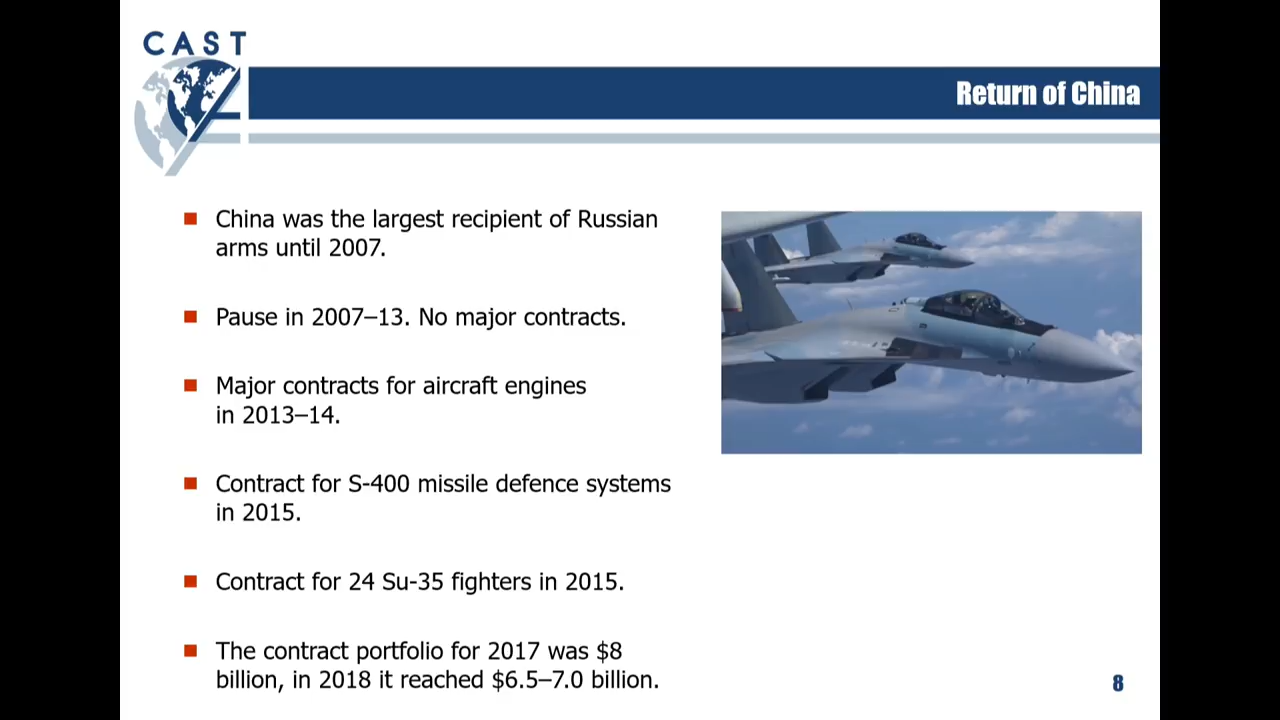 CAST
Return of China
China was the largest recipient of Russian
arms until 2007.
Pause in 2007–13. No major contracts.
Major contracts for aircraft engines
in 2013–14.
Contract for S-400 missile defence systems
in 2015.
Contract for 24 Su-35 fighters in 2015.
The contract portfolio for 2017 was $8
billion, in 2018 it reached $6.5–7.0 billion.
8